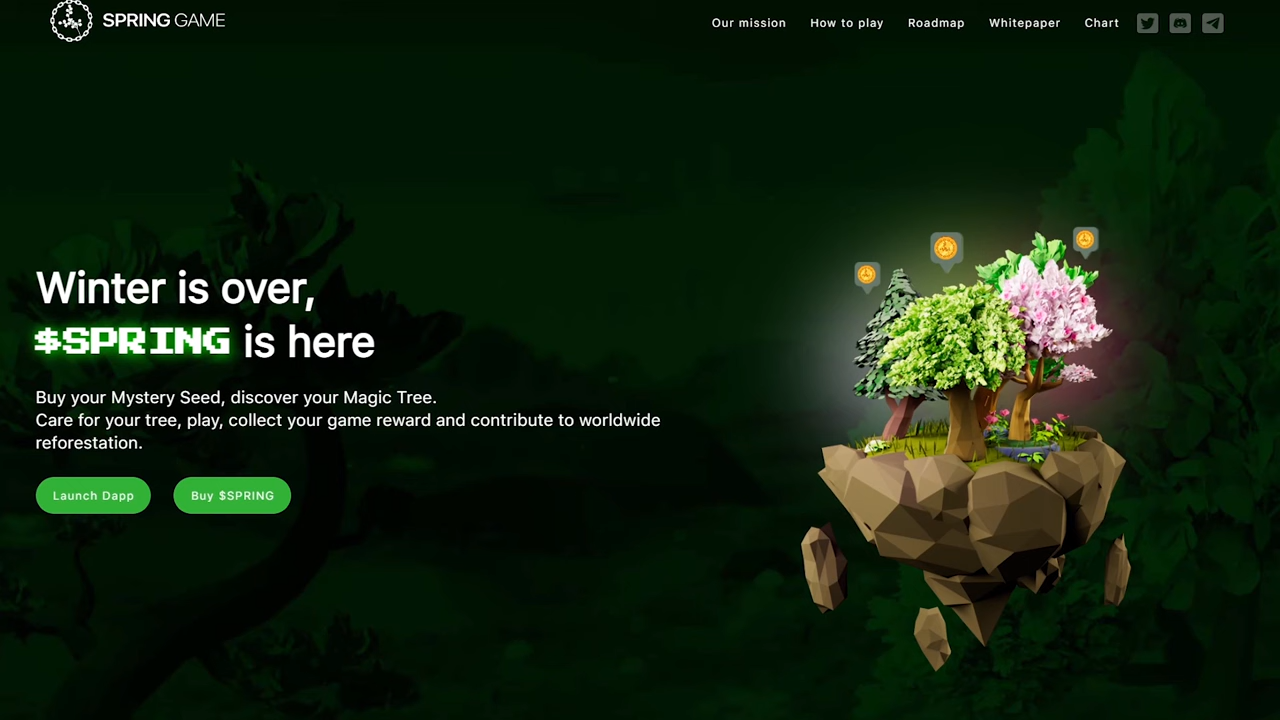 SPRING GAME
Our mission
How to play
Roadmap
Whitepaper
Chart
Winter is over,
$SPRING is here
Buy your Mystery Seed, discover your Magic Tree.
Care for your tree, play, collect your game reward and contribute to worldwide
reforestation.
Launch Dapp
Buy $SPRING